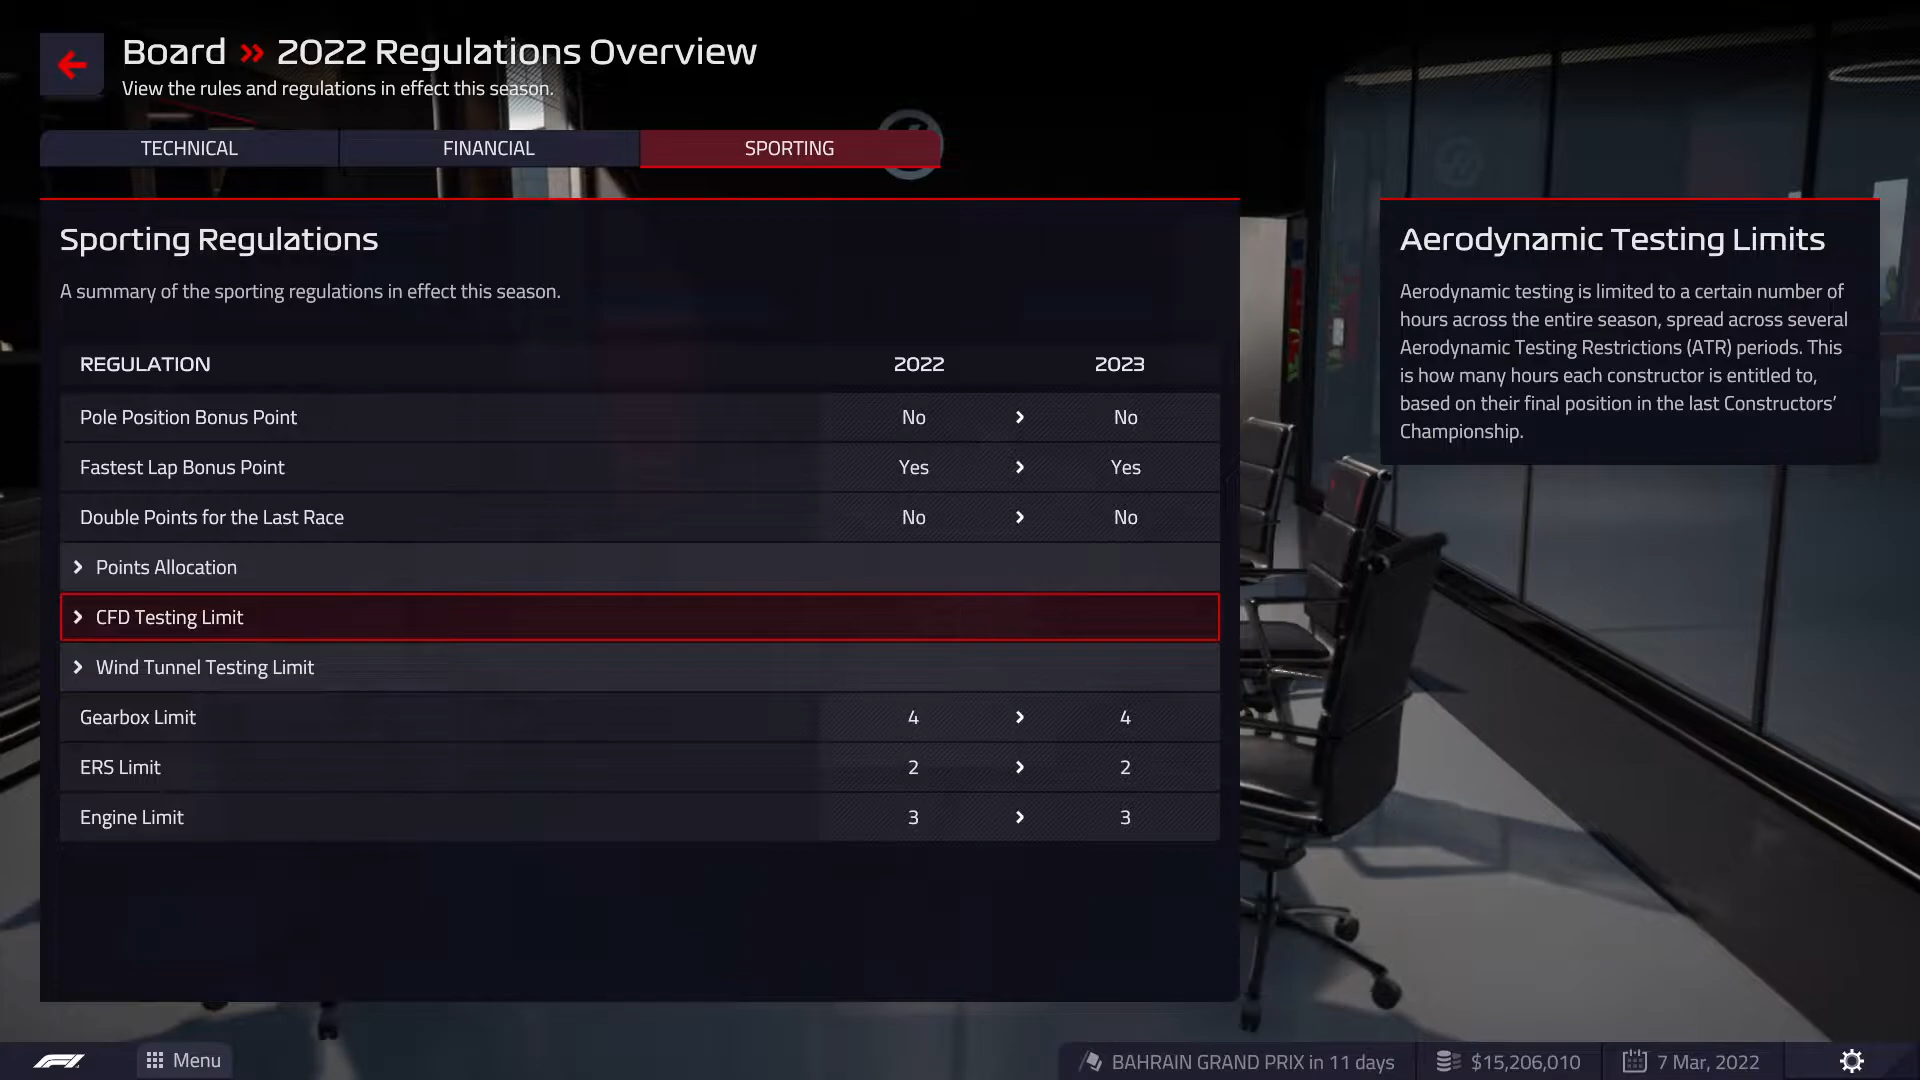 Board » 2022 Regulations Overview
View the rules and regulations in effect this season.
TECHNICAL
FINANCIAL
SPORTING
Sporting Regulations
A summary of the sporting regulations in effect this season.
REGULATION 2022 2023
Pole Position Bonus Point No > No
Fastest Lap Bonus Point Yes > Yes
Double Points for the Last Race No > No
> Points Allocation
> CFD Testing Limit
> Wind Tunnel Testing Limit
Gearbox Limit 4 > 4
ERS Limit 2 > 2
Engine Limit 3 > 3
Aerodynamic Testing Limits
Aerodynamic testing is limited to a certain number of
hours across the entire season, spread across several
Aerodynamic Testing Restrictions (ATR) periods. This
is how many hours each constructor is entitled to,
based on their final position in the last Constructors’
Championship.
F1
Menu
BAHRAIN GRAND PRIX in 11 days
$15,206,010
7 Mar, 2022